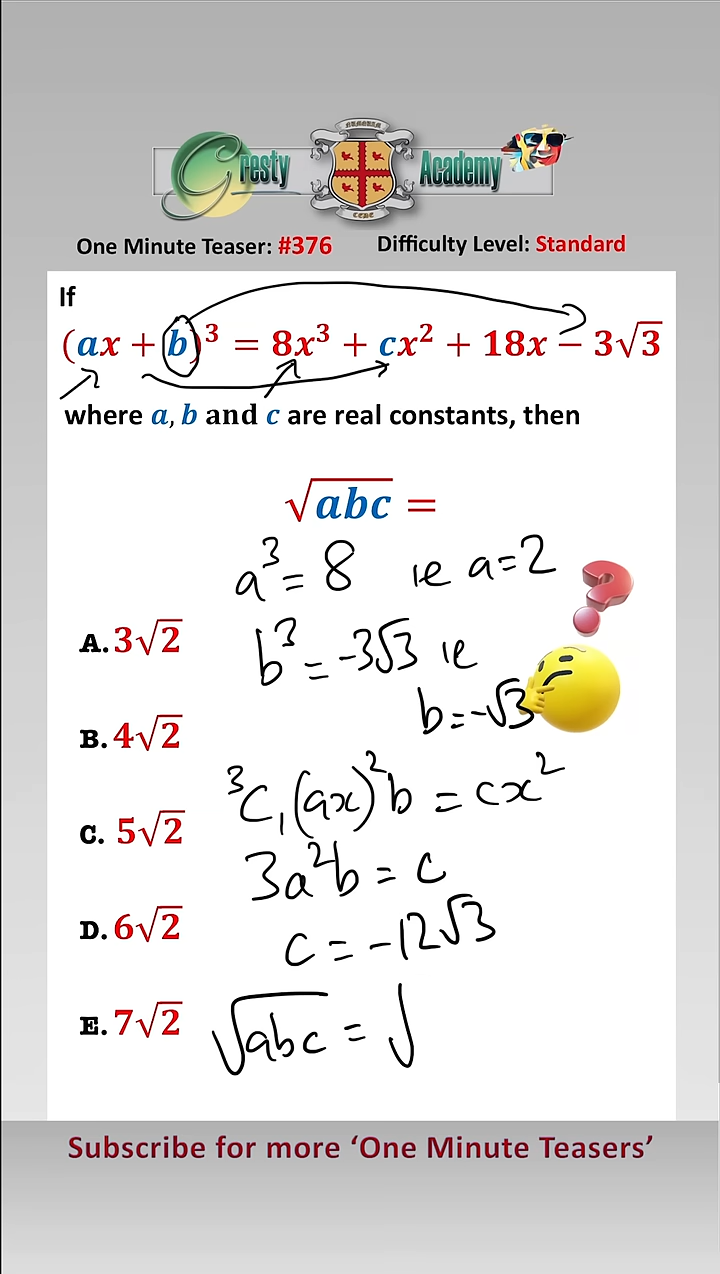 Cresty Academy
NUMORUM
CEDE
One Minute Teaser: #376 Difficulty Level: Standard
If
(ax + b)³ = 8x³ + cx² + 18x − 3√3
where a, b and c are real constants, then
√abc =
a³ = 8 ie a=2
A. 3√2
b³ = -3√3 ie
b=-√3
B. 4√2
³C₁(ax)²b = cx²
C. 5√2
3a²b = c
D. 6√2
c = -12√3
E. 7√2
√abc = √
Subscribe for more ‘One Minute Teasers’